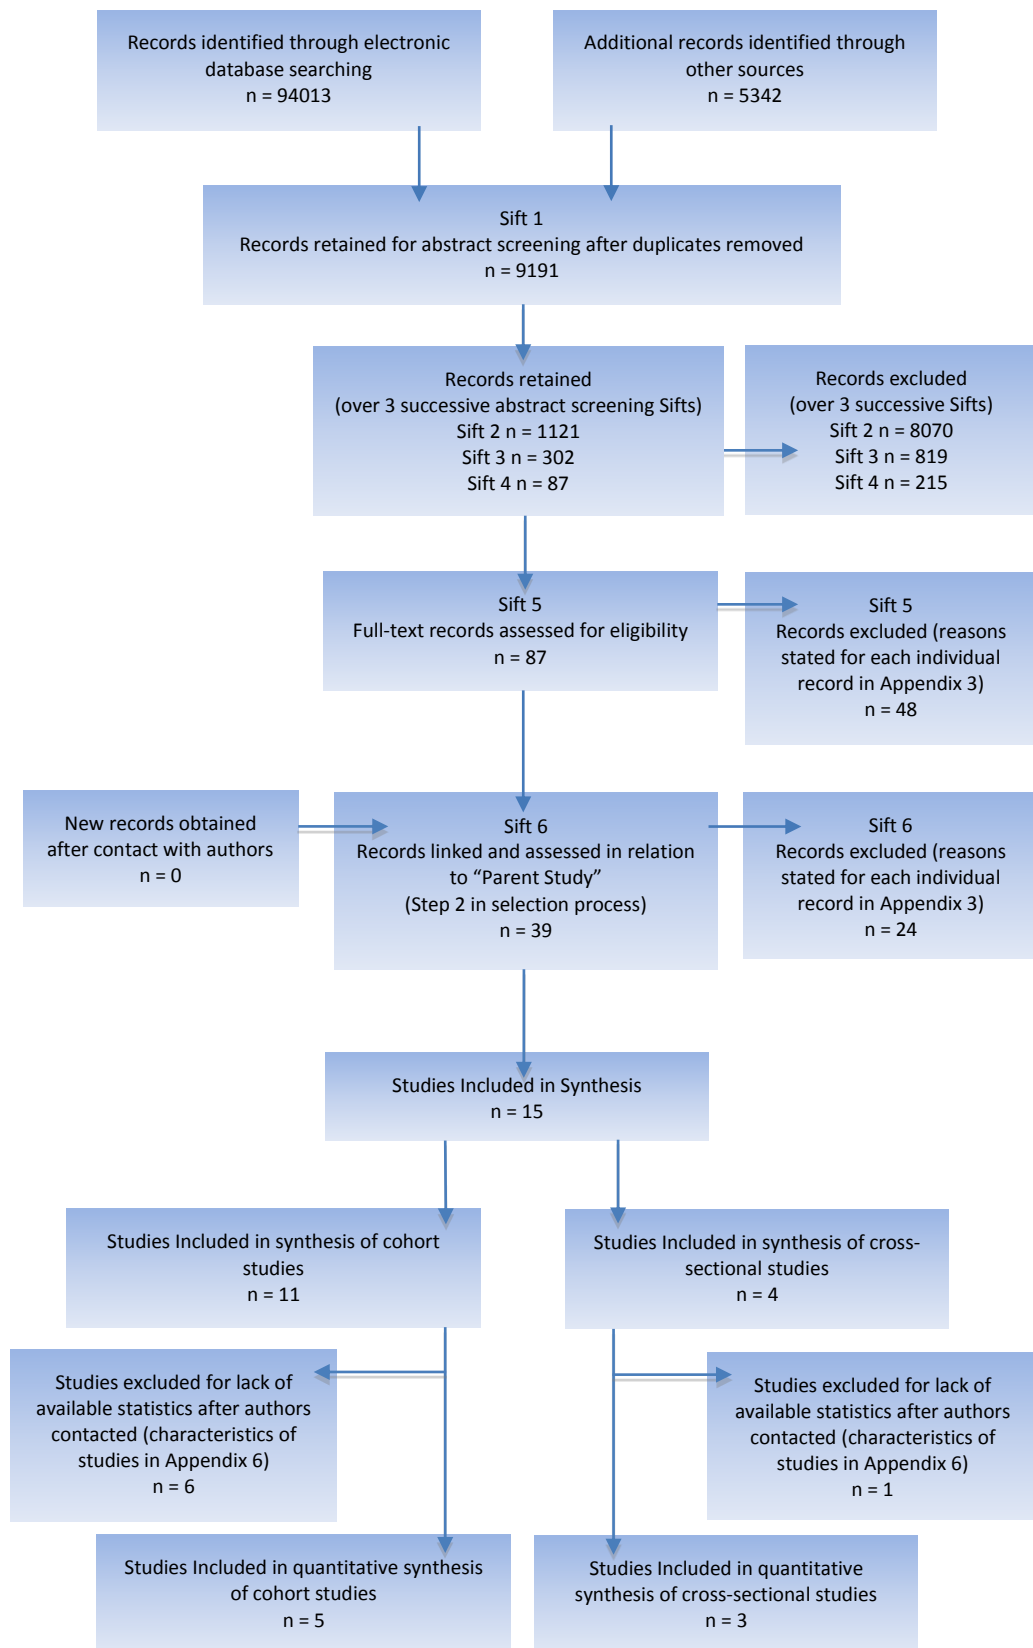 Records identified through electronic
database searching
n = 94013
Additional records identified through
other sources
n = 5342
Sift 1
Records retained for abstract screening after duplicates removed
n = 9191
Records retained
(over 3 successive abstract screening Sifts)
Sift 2 n = 1121
Sift 3 n = 302
Sift 4 n = 87
Records excluded
(over 3 successive Sifts)
Sift 2 n = 8070
Sift 3 n = 819
Sift 4 n = 215
Sift 5
Full-text records assessed for eligibility
n = 87
Sift 5
Records excluded (reasons
stated for each individual
record in Appendix 3)
n = 48
New records obtained
after contact with authors
n = 0
Sift 6
Records linked and assessed in relation
to “Parent Study”
(Step 2 in selection process)
n = 39
Sift 6
Records excluded (reasons
stated for each individual
record in Appendix 3)
n = 24
Studies Included in Synthesis
n = 15
Studies Included in synthesis of cohort
studies
n = 11
Studies Included in synthesis of cross-
sectional studies
n = 4
Studies excluded for lack of
available statistics after authors
contacted (characteristics of
studies in Appendix 6)
n = 6
Studies excluded for lack of
available statistics after authors
contacted (characteristics of
studies in Appendix 6)
n = 1
Studies Included in quantitative synthesis
of cohort studies
n = 5
Studies Included in quantitative
synthesis of cross-sectional studies
n = 3